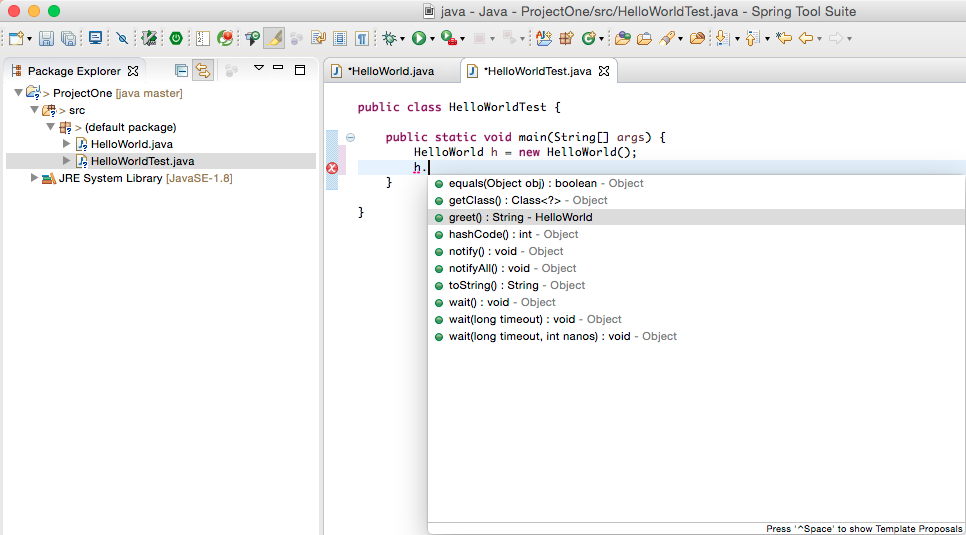 java - Java - ProjectOne/src/HelloWorldTest.java - Spring Tool Suite
Package Explorer
> ProjectOne [java master]
> src
> (default package)
HelloWorld.java
HelloWorldTest.java
JRE System Library [JavaSE-1.8]
*HelloWorld.java
*HelloWorldTest.java
public class HelloWorldTest {
public static void main(String[] args) {
HelloWorld h = new HelloWorld();
h.
}
}
equals(Object obj) : boolean - Object
getClass() : Class<?> - Object
greet() : String - HelloWorld
hashCode() : int - Object
notify() : void - Object
notifyAll() : void - Object
toString() : String - Object
wait() : void - Object
wait(long timeout) : void - Object
wait(long timeout, int nanos) : void - Object
Press '^Space' to show Template Proposals